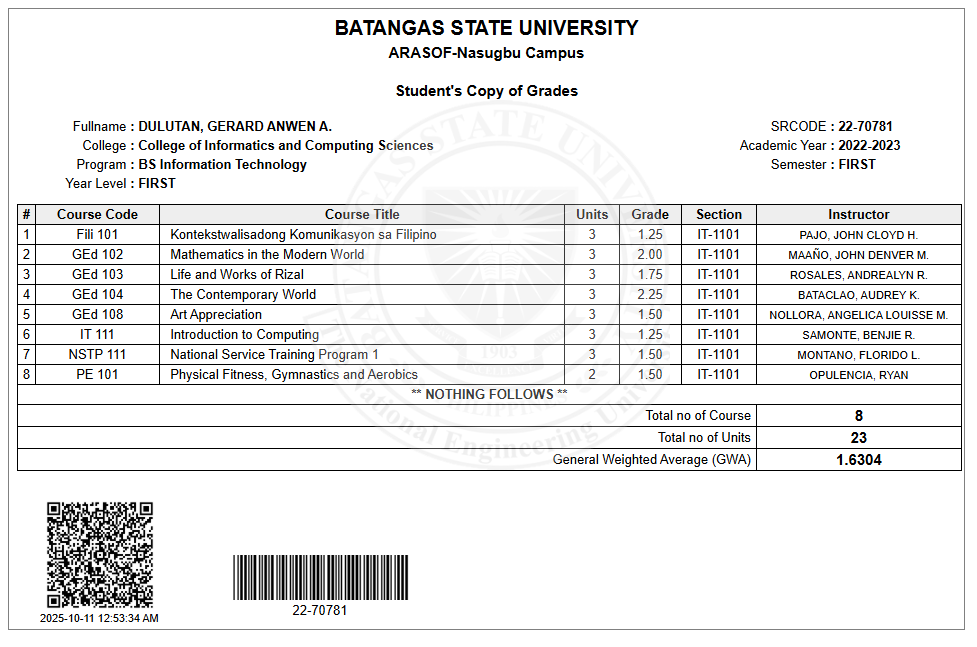 BATANGAS STATE UNIVERSITY
ARASOF-Nasugbu Campus
Student's Copy of Grades
Fullname : DULUTAN, GERARD ANWEN A.
SRCODE : 22-70781
College : College of Informatics and Computing Sciences
Academic Year : 2022-2023
Program : BS Information Technology
Semester : FIRST
Year Level : FIRST
# Course Code Course Title Units Grade Section Instructor
1 Fili 101 Kontekstwalisadong Komunikasyon sa Filipino 3 1.25 IT-1101 PAJO, JOHN CLOYD H.
2 GEd 102 Mathematics in the Modern World 3 2.00 IT-1101 MAAÑO, JOHN DENVER M.
3 GEd 103 Life and Works of Rizal 3 1.75 IT-1101 ROSALES, ANDREALYN R.
4 GEd 104 The Contemporary World 3 2.25 IT-1101 BATACLAO, AUDREY K.
5 GEd 108 Art Appreciation 3 1.50 IT-1101 NOLLORA, ANGELICA LOUISSE M.
6 IT 111 Introduction to Computing 3 1.25 IT-1101 SAMONTE, BENJIE R.
7 NSTP 111 National Service Training Program 1 3 1.50 IT-1101 MONTANO, FLORIDO L.
8 PE 101 Physical Fitness, Gymnastics and Aerobics 2 1.50 IT-1101 OPULENCIA, RYAN
** NOTHING FOLLOWS **
Total no of Course 8
Total no of Units 23
General Weighted Average (GWA) 1.6304
2025-10-11 12:53:34 AM
22-70781
BATANGAS STATE UNIVERSITY
1903
PHILIPPINES
National Engineering University